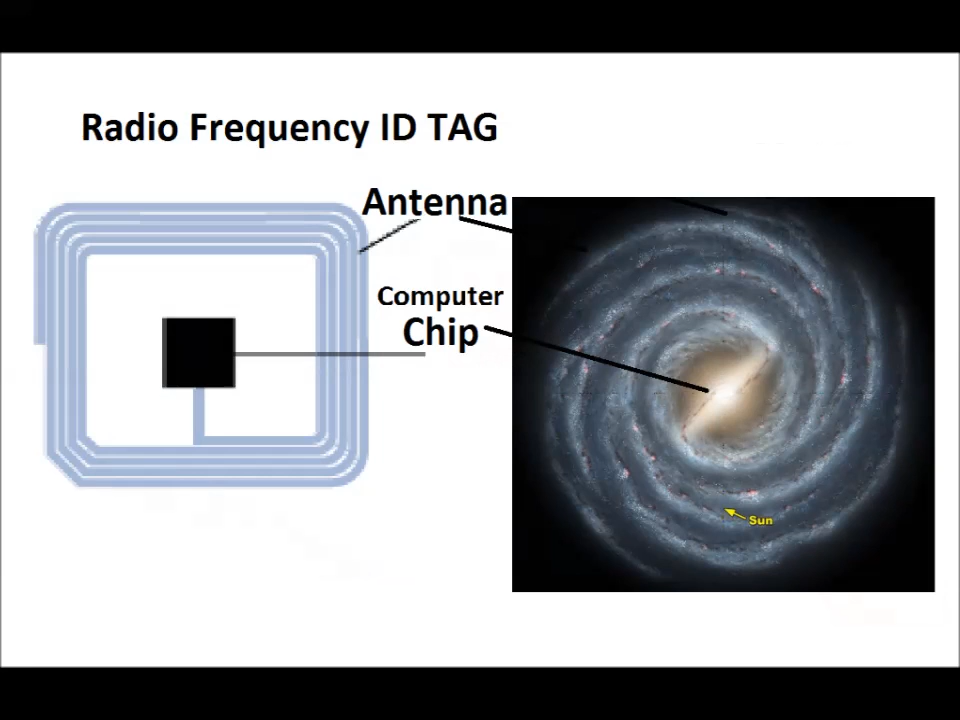 Radio Frequency ID TAG
Antenna
Computer
Chip
Sun